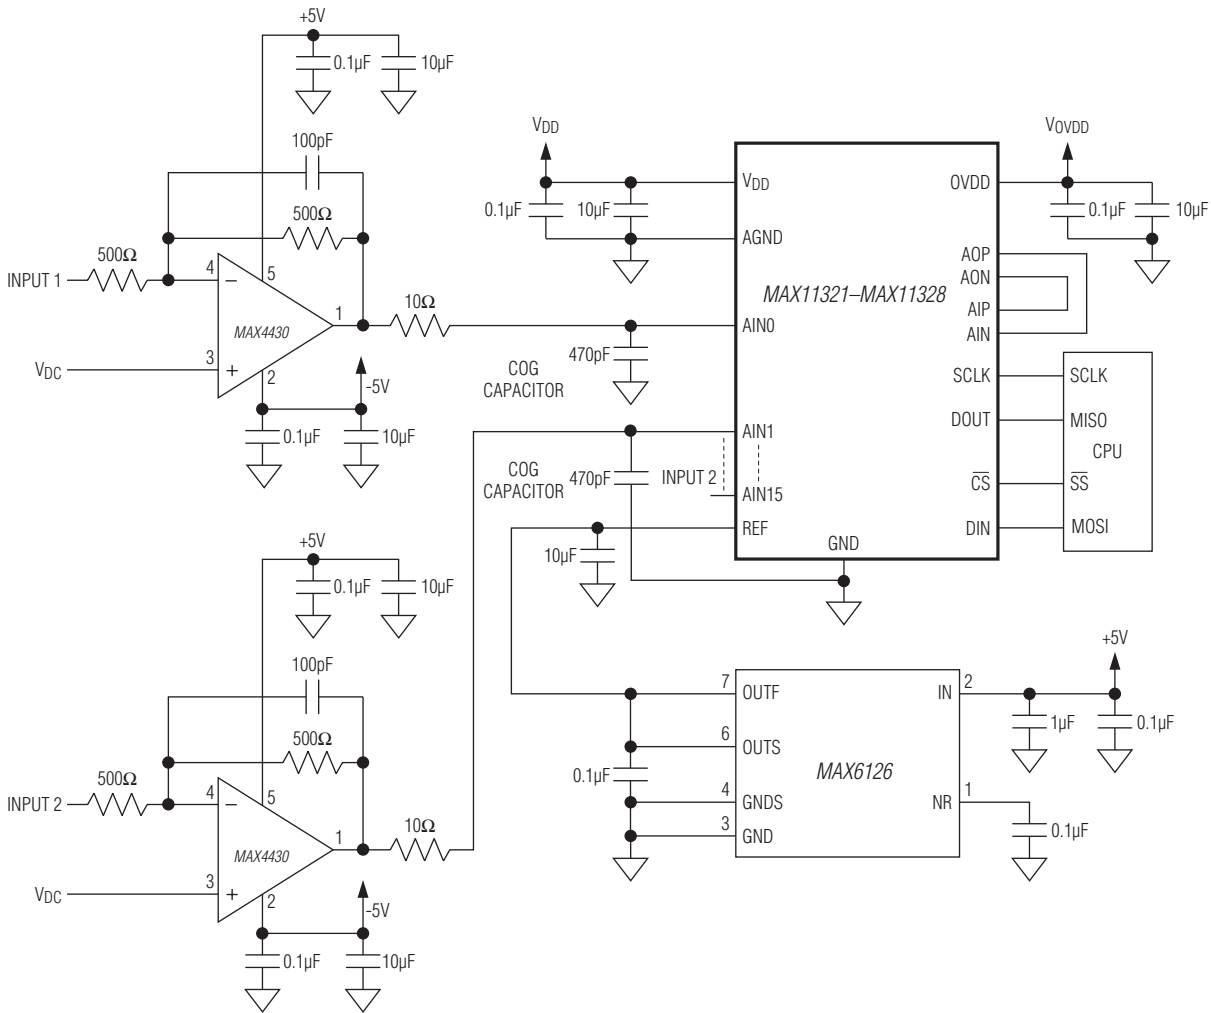 +5V
0.1µF
10µF
100pF
500Ω
500Ω
INPUT 1
4
5
−
MAX4430
1
10Ω
3
+
2
VDC
-5V
0.1µF
10µF
VDD
0.1µF
10µF
470pF
COG
CAPACITOR
COG
CAPACITOR
470pF
INPUT 2
10µF
VDD
AGND
MAX11321–MAX11328
AIN0
AIN1
AIN15
REF
GND
OVDD
AOP
AON
AIP
AIN
SCLK
DOUT
CS
DIN
VOVDD
0.1µF
10µF
SCLK
MISO
CPU
SS
MOSI
+5V
0.1µF
10µF
100pF
500Ω
500Ω
INPUT 2
4
5
−
MAX4430
1
10Ω
3
+
2
VDC
-5V
0.1µF
10µF
0.1µF
7
OUTF
6
OUTS
4
GNDS
3
GND
MAX6126
IN
2
NR
1
+5V
1µF
0.1µF
0.1µF